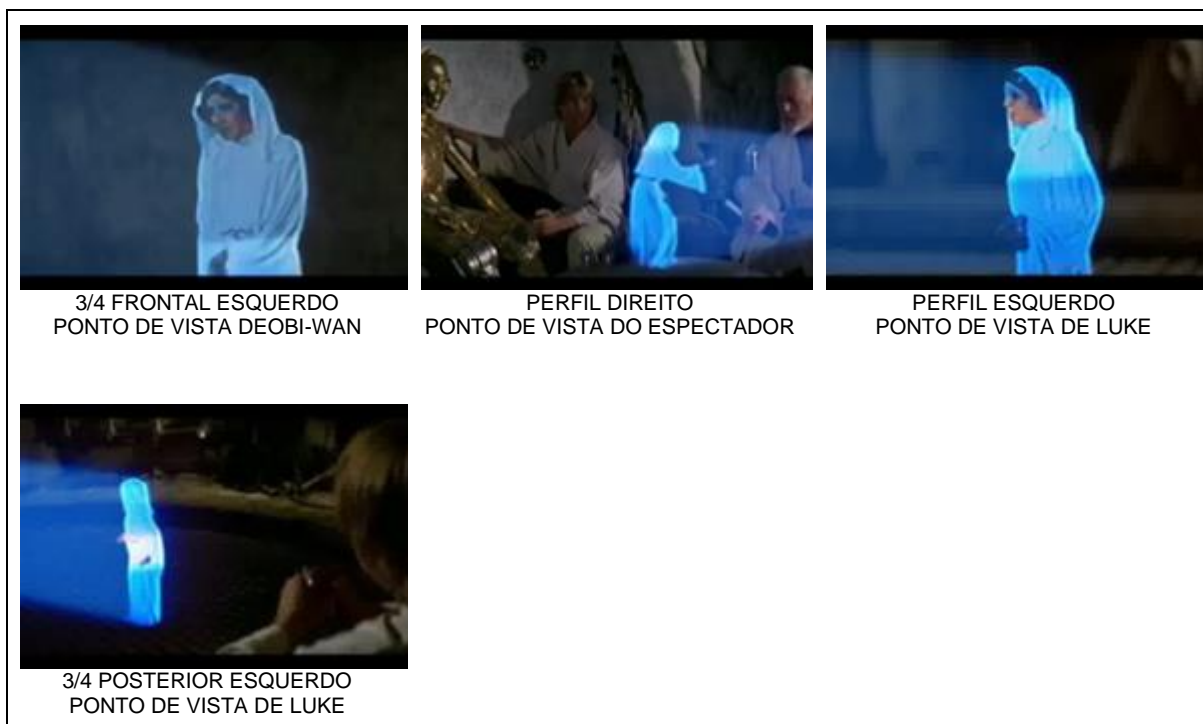 3/4 FRONTAL ESQUERDO
PONTO DE VISTA DEOBI-WAN
PERFIL DIREITO
PONTO DE VISTA DO ESPECTADOR
PERFIL ESQUERDO
PONTO DE VISTA DE LUKE
3/4 POSTERIOR ESQUERDO
PONTO DE VISTA DE LUKE